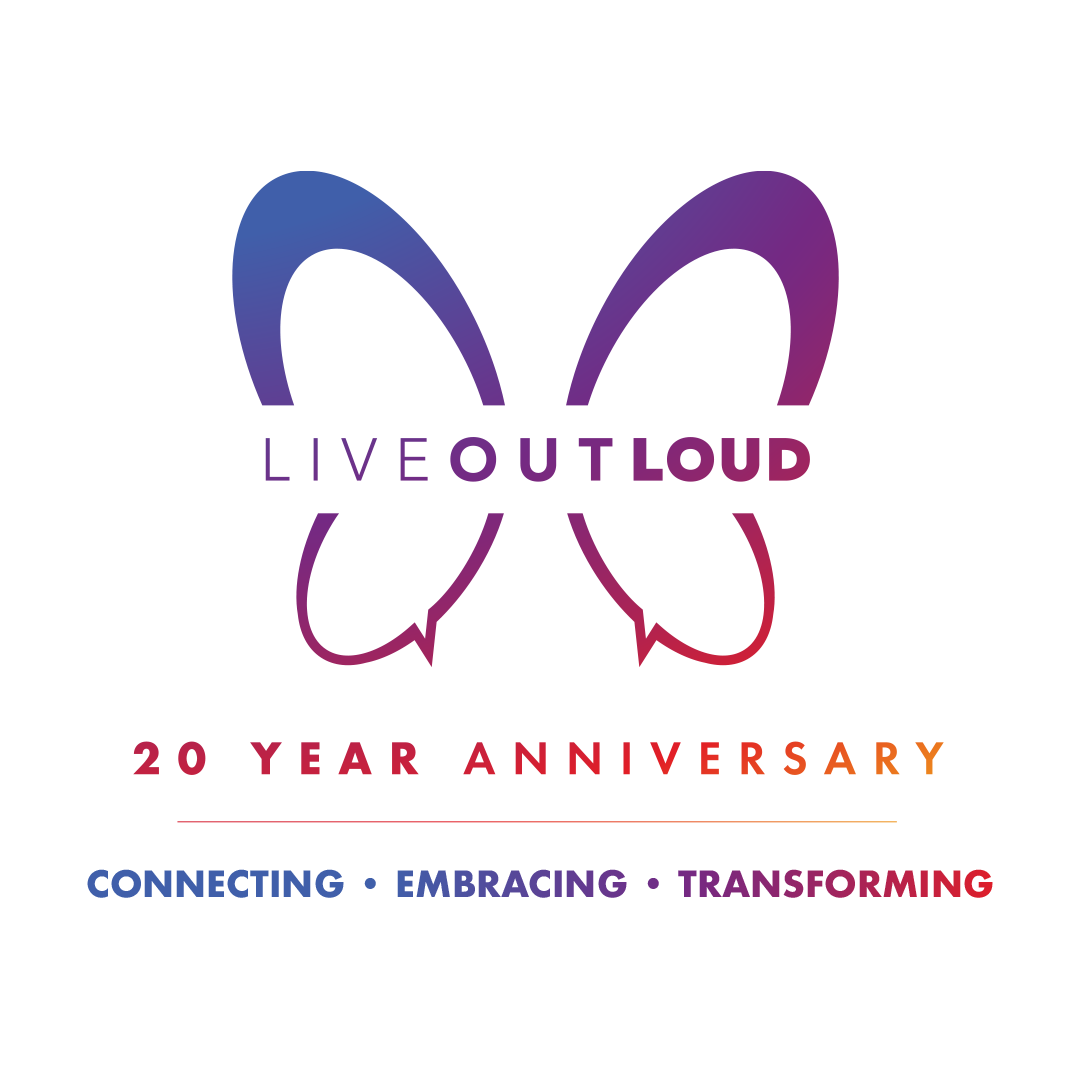 LIVEOUTLOUD
20 YEAR ANNIVERSARY
CONNECTING • EMBRACING • TRANSFORMING